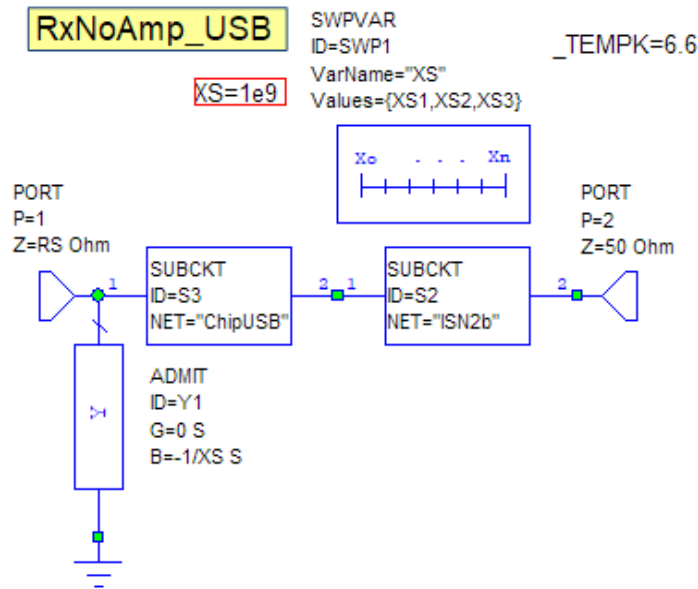 RxNoAmp_USB
SWPVAR
ID=SWP1
VarName="XS"
Values={XS1,XS2,XS3}
_TEMPK=6.6
XS=1e9
Xo . . . Xn
PORT
P=1
Z=RS Ohm
PORT
P=2
Z=50 Ohm
1
SUBCKT
ID=S3
NET="ChipUSB"
2
1
SUBCKT
ID=S2
NET="ISN2b"
2
ADMIT
ID=Y1
G=0 S
B=-1/XS S
Y